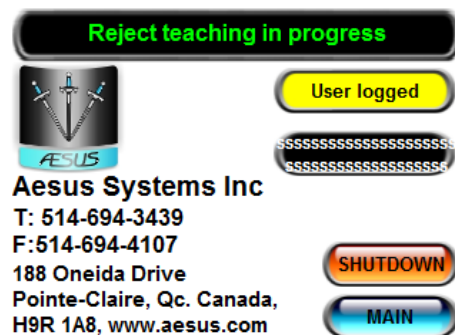 Reject teaching in progress
User logged
ÆSUS
sssssssssssssssssssssss
ssssssssssssssssssss
Aesus Systems Inc
T: 514-694-3439
F:514-694-4107
188 Oneida Drive
Pointe-Claire, Qc. Canada,
H9R 1A8, www.aesus.com
SHUTDOWN
MAIN